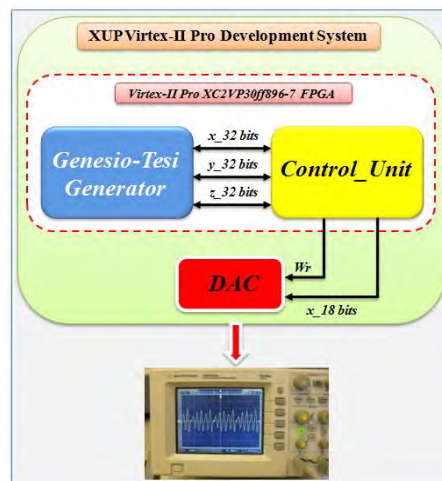 XUP Virtex-II Pro Development System
Virtex-II Pro XC2VP30ff896-7 FPGA
Genesio-Tesi
Generator
x_32 bits
y_32 bits
z_32 bits
Control_Unit
Wr
DAC
x_18 bits